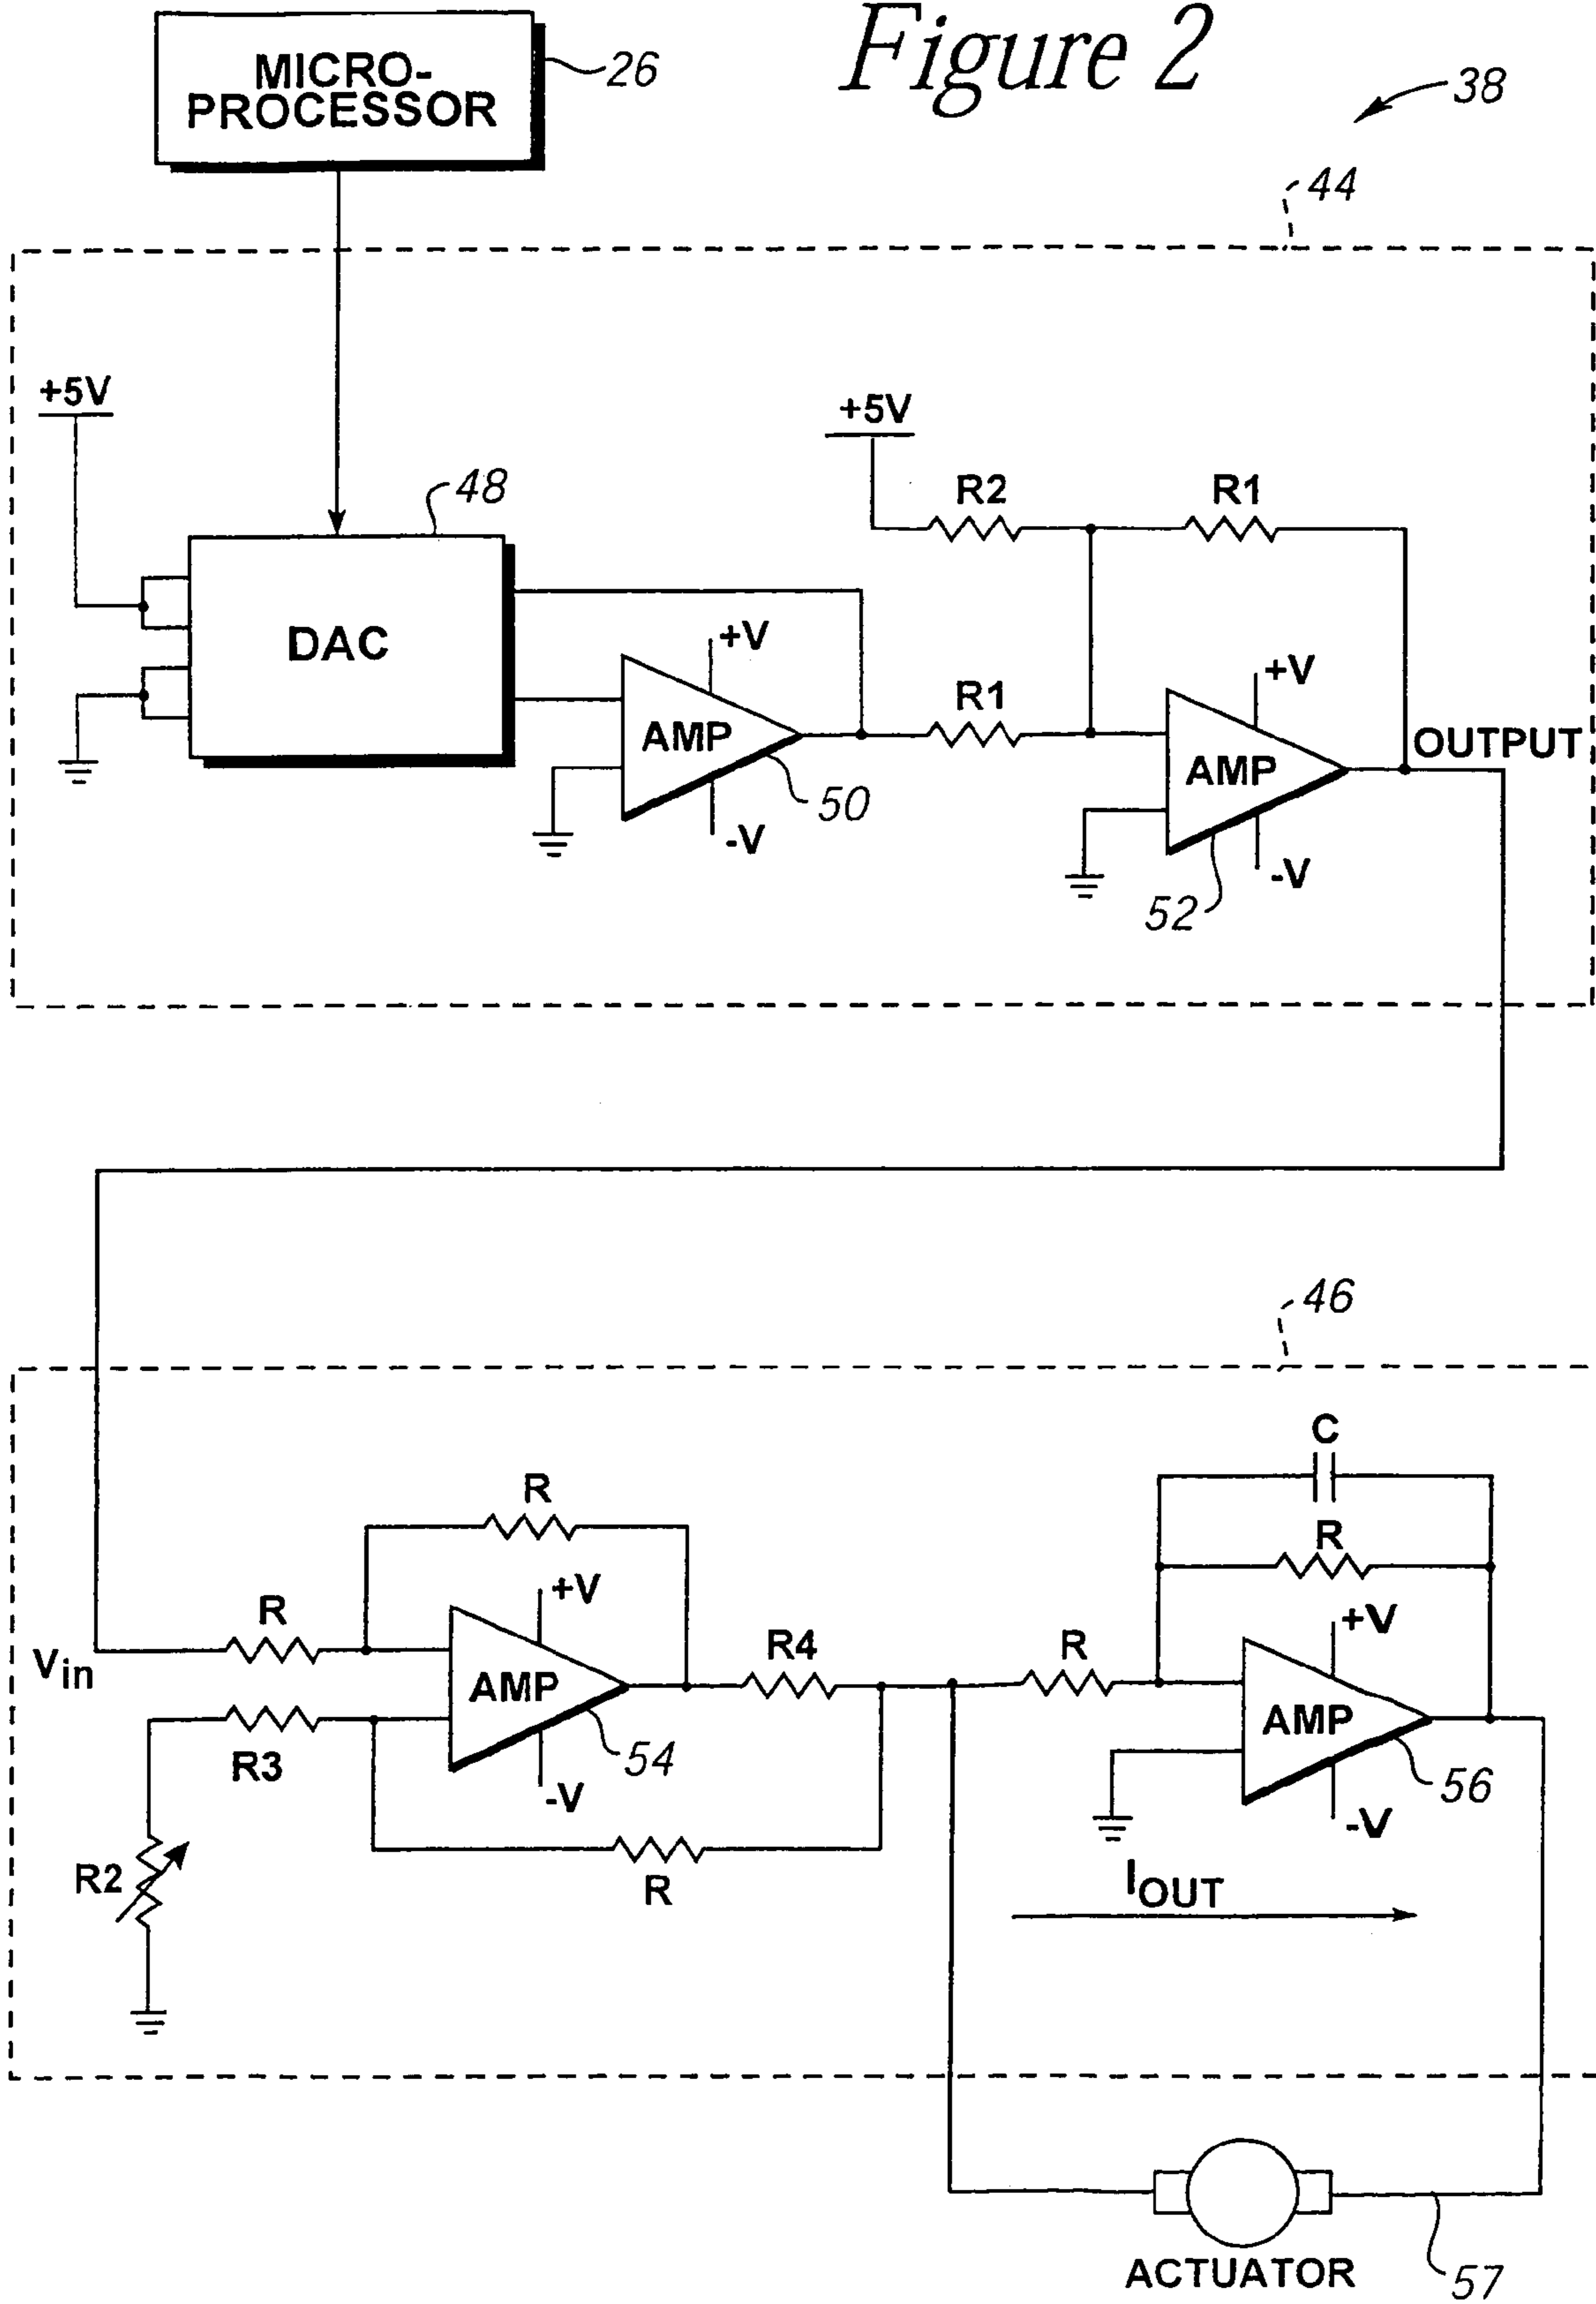 Figure 2
MICRO-
PROCESSOR
26
38
44
+5V
+5V
48
R2
R1
DAC
+V
+V
R1
AMP
AMP
OUTPUT
50
-V
-V
52
46
C
R
R
+V
+V
R
R4
R
Vin
AMP
AMP
R3
54
56
-V
-V
R2
R
IOUT
ACTUATOR
57